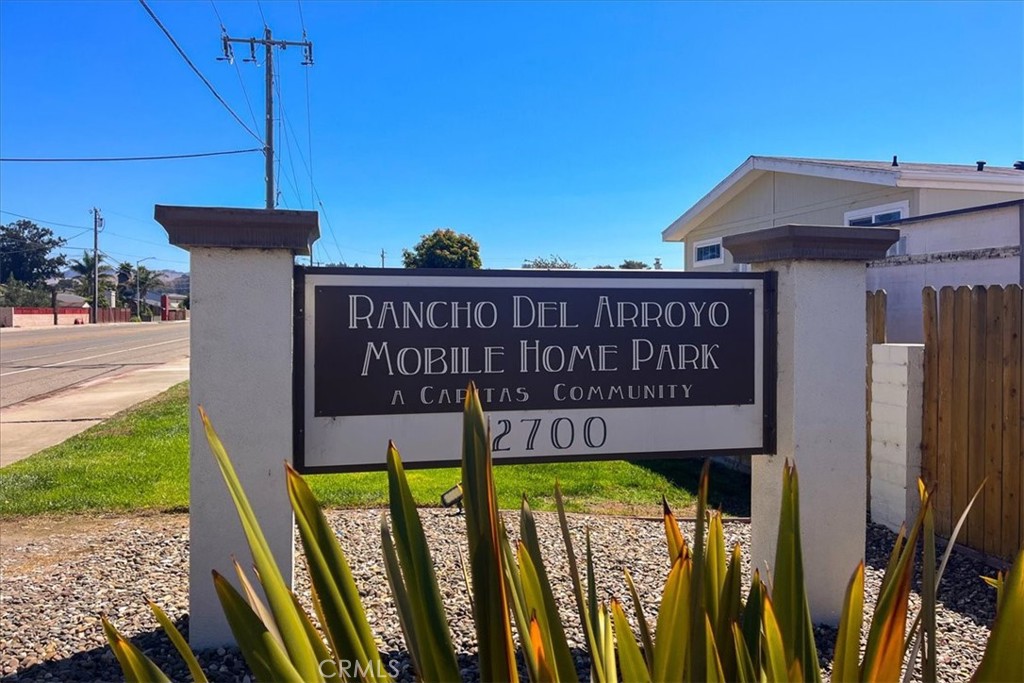 RANCHO DEL ARROYO
MOBILE HOME PARK
A CAPITAS COMMUNITY
2700
© CRMLS